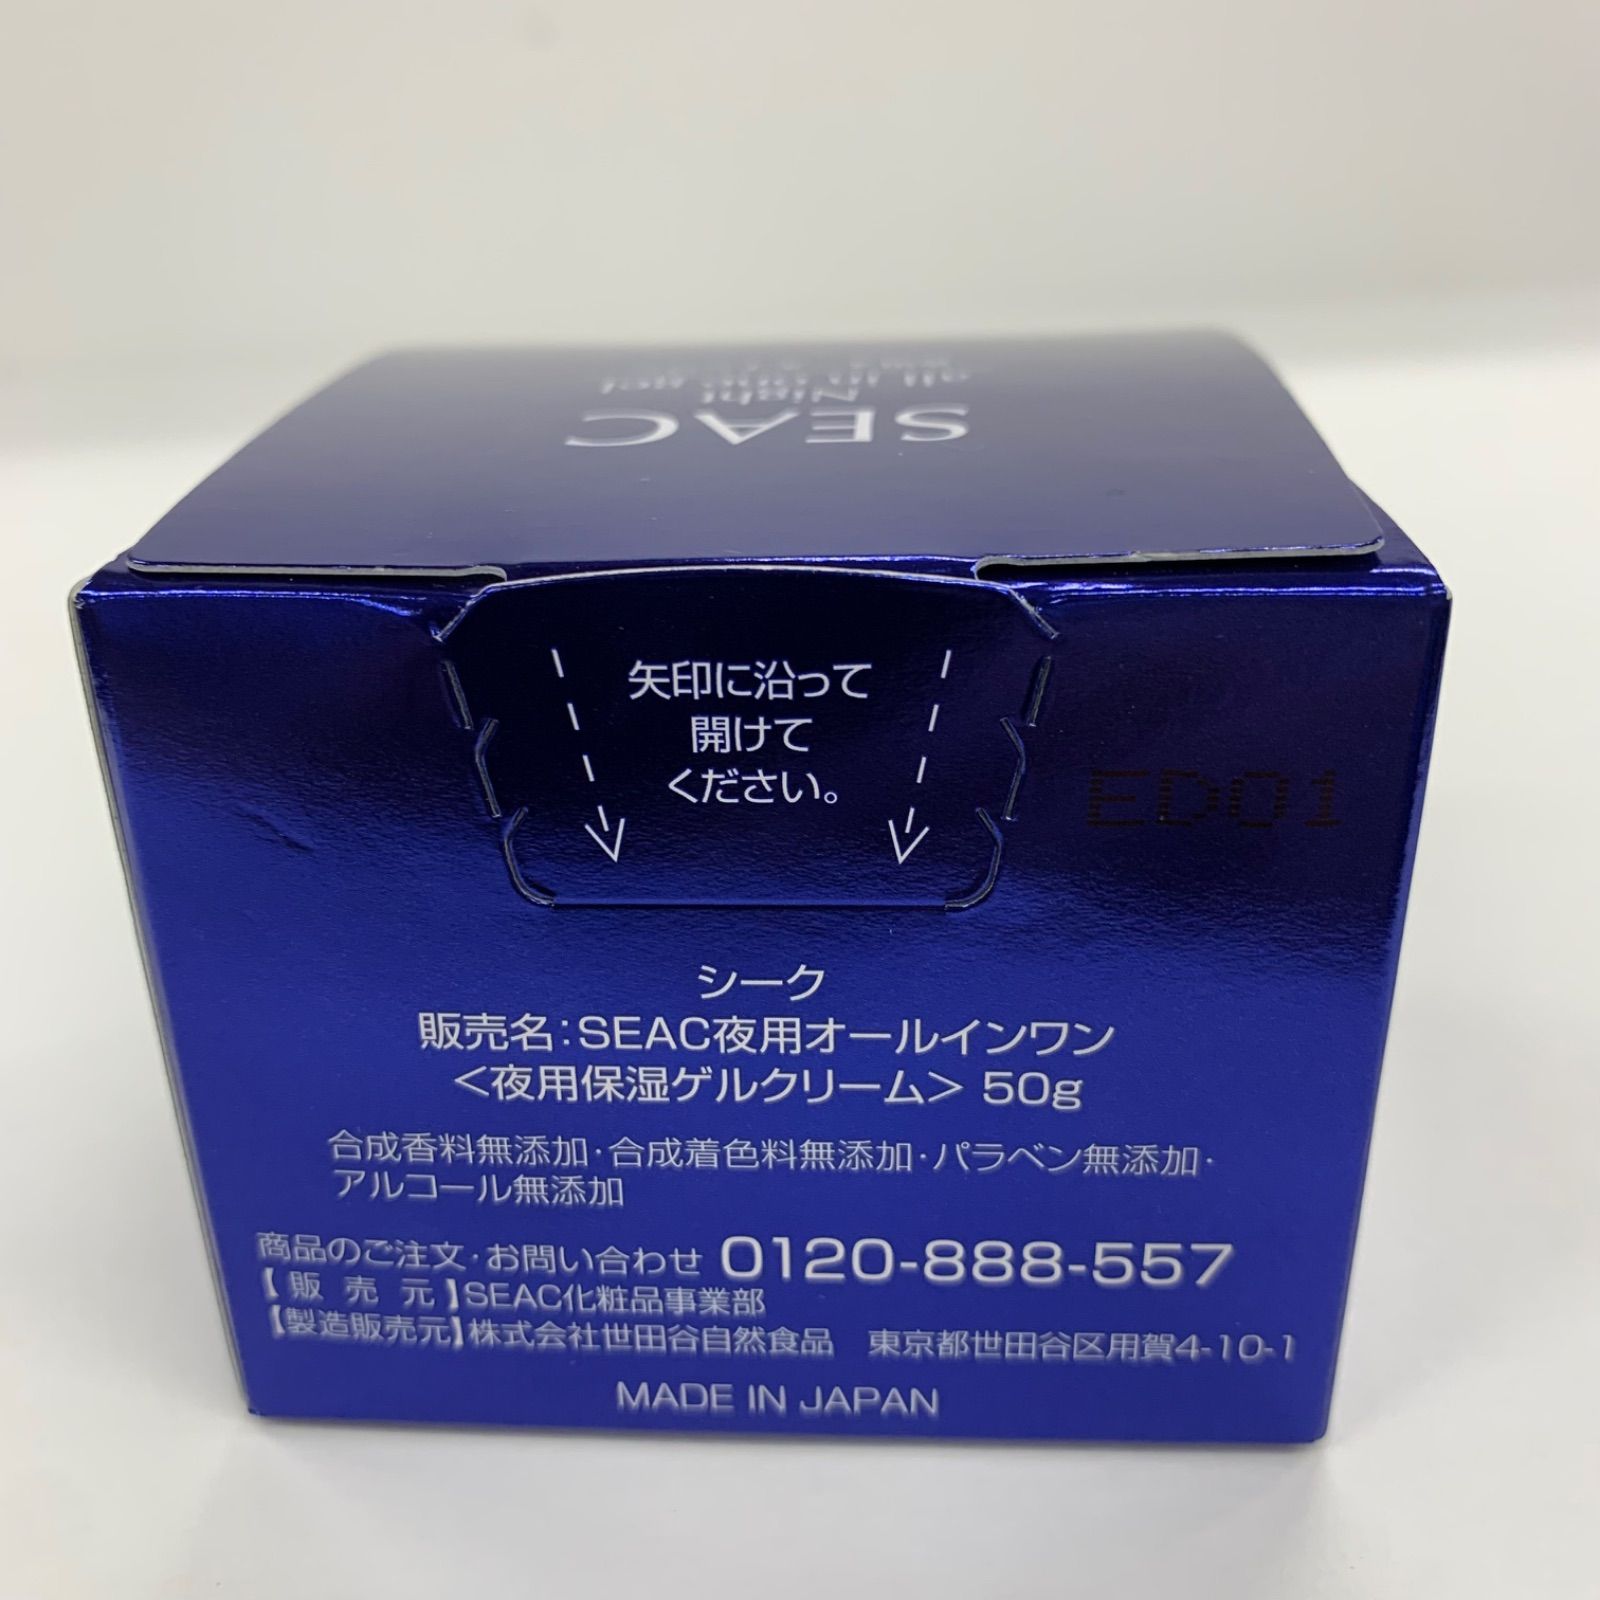 SEAC
Night
all in one gel
矢印に沿って
開けて
ください。
ED01
シーク
販売名:SEAC夜用オールインワン
<夜用保湿ゲルクリーム> 50g
合成香料無添加・合成着色料無添加・パラベン無添加・
アルコール無添加
商品のご注文・お問い合わせ 0120-888-557
【販売元】SEAC化粧品事業部
【製造販売元】株式会社世田谷自然食品 東京都世田谷区用賀4-10-1
MADE IN JAPAN